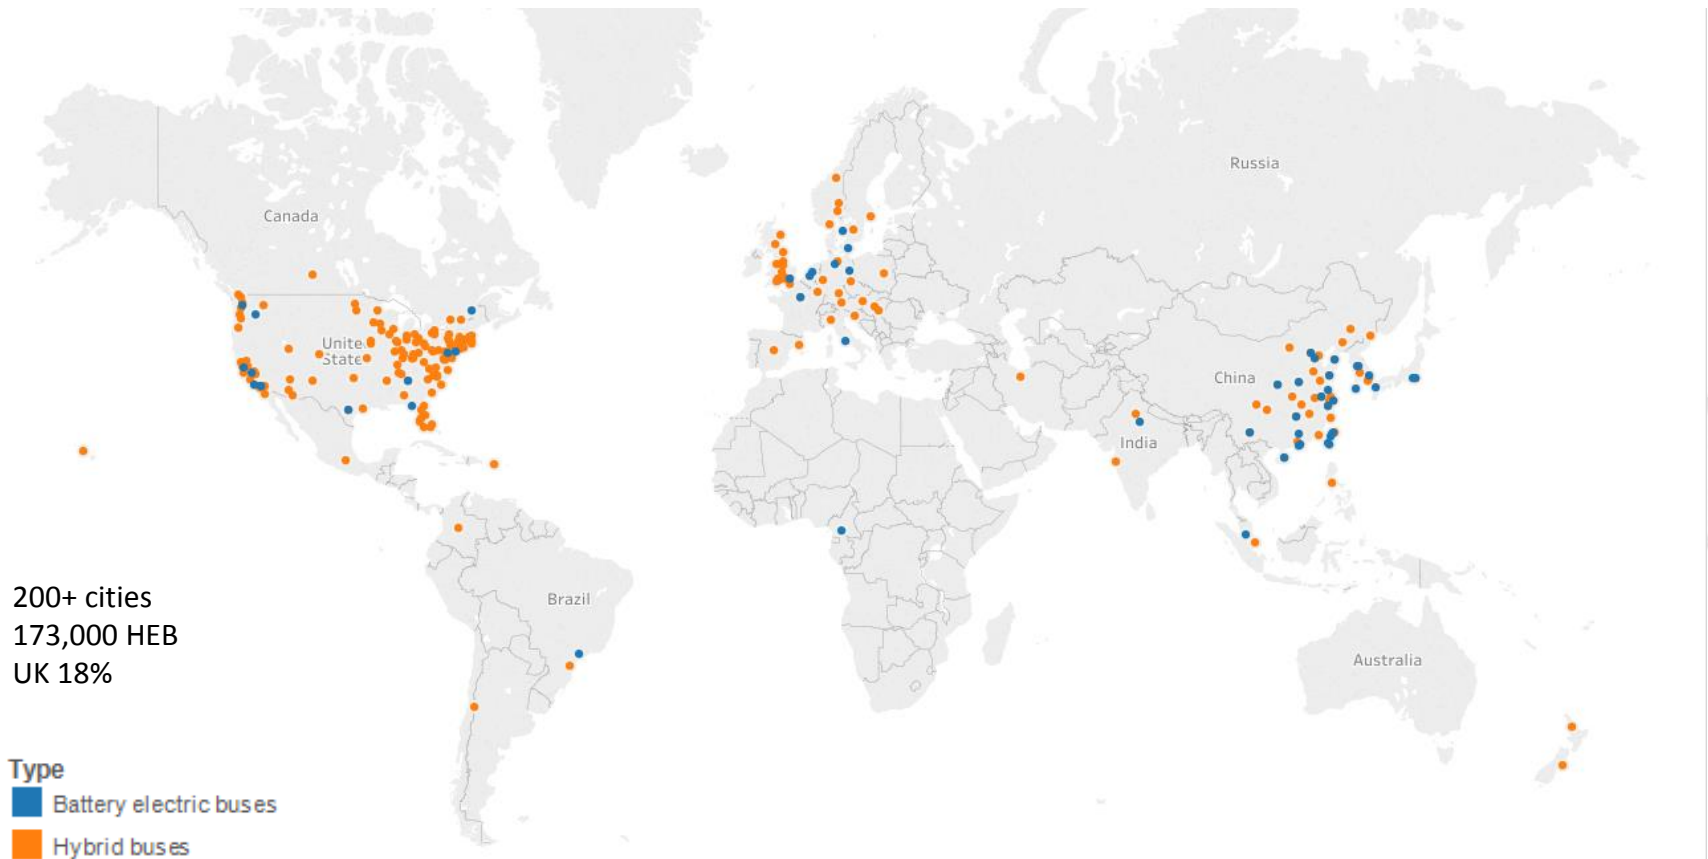 Russia
Canada
United
State
China
India
Brazil
Australia
200+ cities
173,000 HEB
UK 18%
Type
Battery electric buses
Hybrid buses